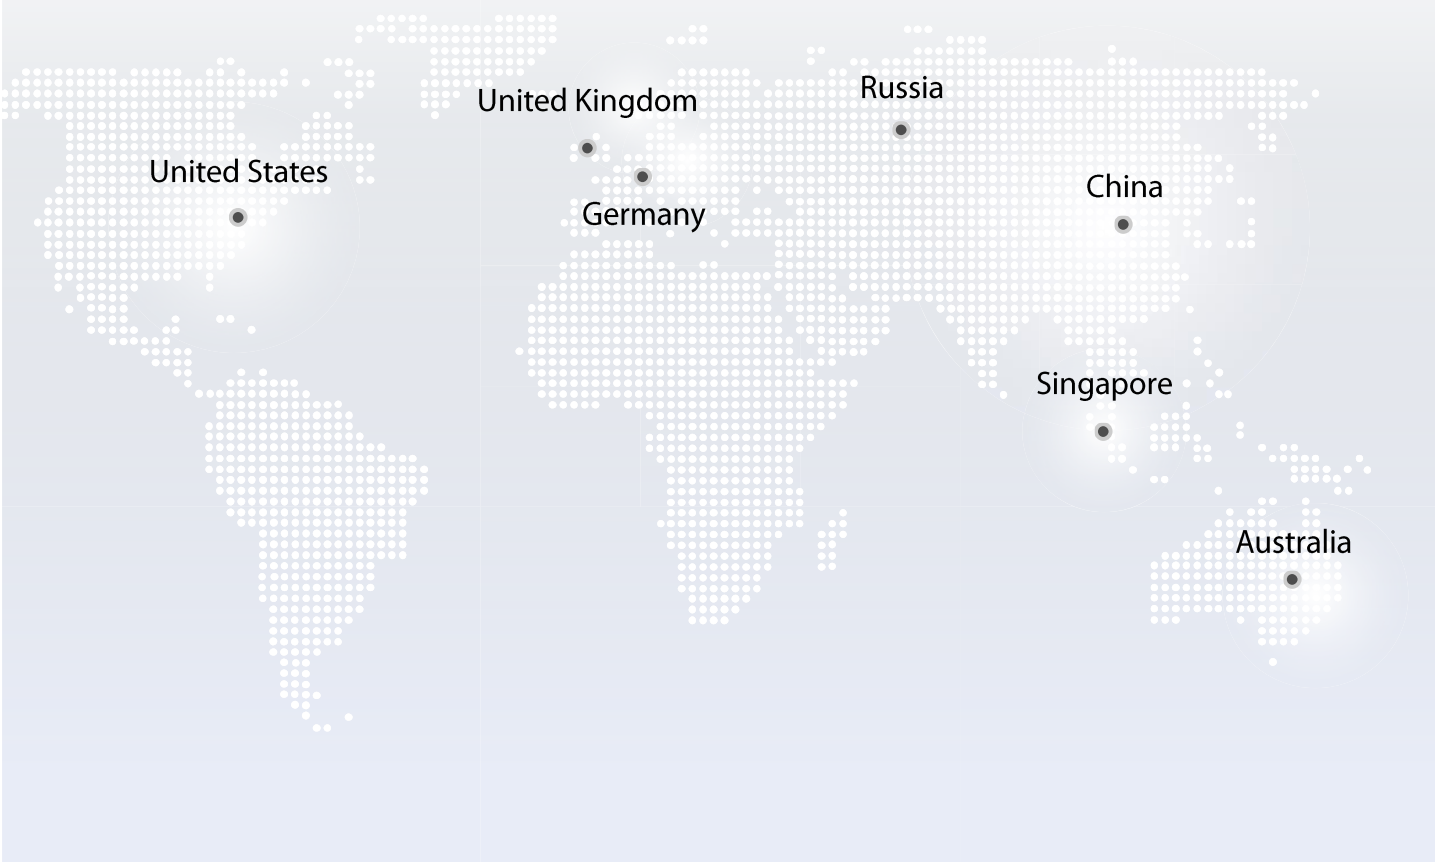 Russia
United Kingdom
United States
China
Germany
Singapore
Australia